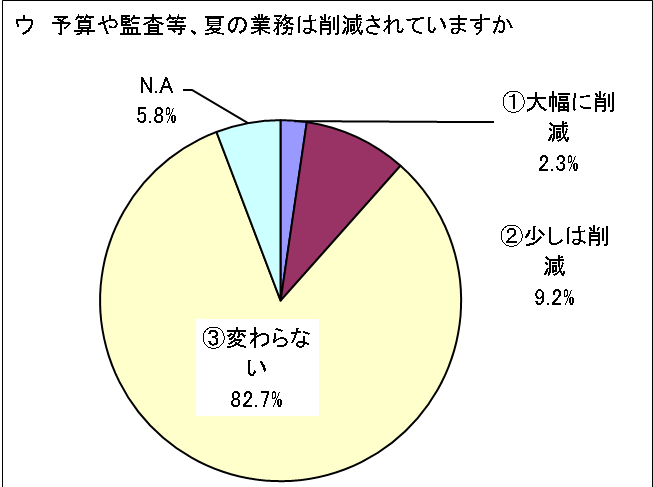 ウ 予算や監査等、夏の業務は削減されていますか
N.A
5.8%
①大幅に削
減
2.3%
②少しは削
減
9.2%
③変わらな
い
82.7%